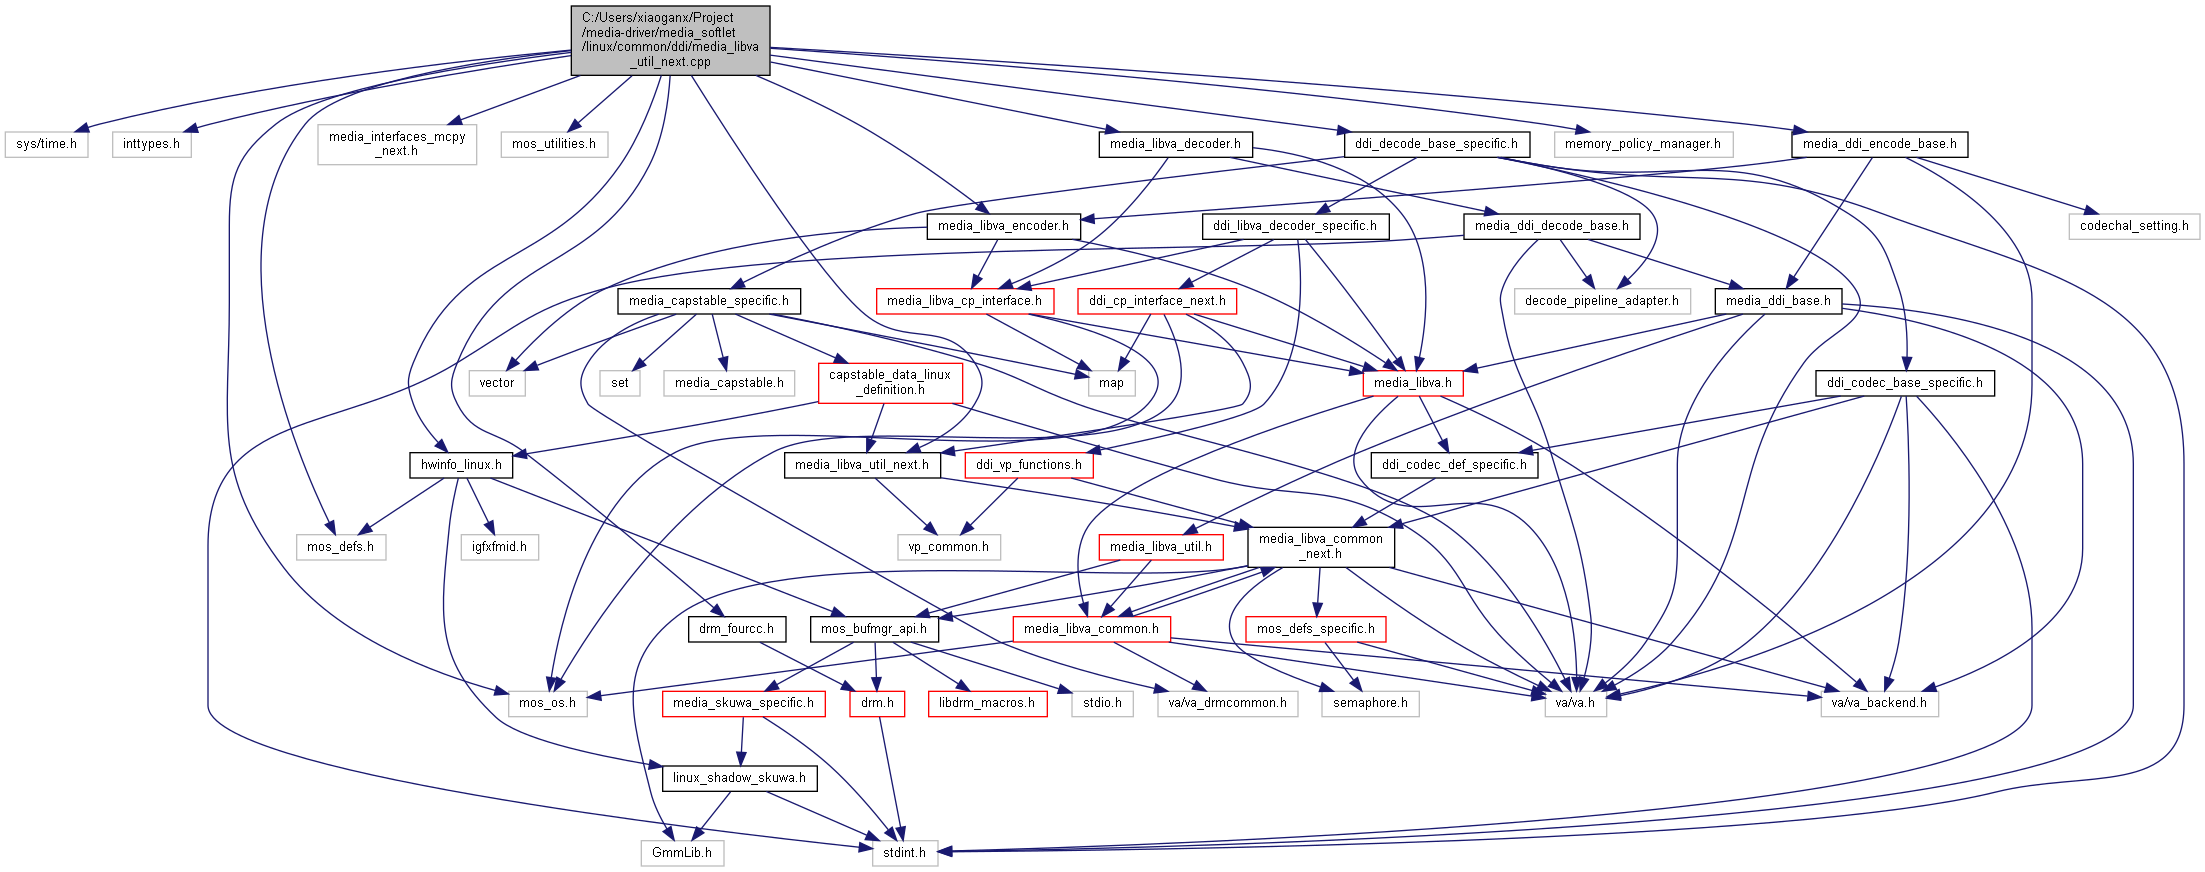 C:/Users/xiaoganx/Project
/media-driver/media_softlet
/linux/common/ddi/media_libva
_util_next.cpp
sys/time.h
inttypes.h
media_interfaces_mcpy
_next.h
mos_utilities.h
media_libva_decoder.h
ddi_decode_base_specific.h
memory_policy_manager.h
media_ddi_encode_base.h
media_libva_encoder.h
ddi_libva_decoder_specific.h
media_ddi_decode_base.h
codechal_setting.h
media_capstable_specific.h
media_libva_cp_interface.h
ddi_cp_interface_next.h
decode_pipeline_adapter.h
media_ddi_base.h
vector
set
media_capstable.h
capstable_data_linux
_definition.h
map
media_libva.h
ddi_codec_base_specific.h
hwinfo_linux.h
media_libva_util_next.h
ddi_vp_functions.h
ddi_codec_def_specific.h
mos_defs.h
igfxfmid.h
vp_common.h
media_libva_util.h
media_libva_common
_next.h
drm_fourcc.h
mos_bufmgr_api.h
media_libva_common.h
mos_defs_specific.h
mos_os.h
media_skuwa_specific.h
drm.h
libdrm_macros.h
stdio.h
va/va_drmcommon.h
semaphore.h
va/va.h
va/va_backend.h
linux_shadow_skuwa.h
GmmLib.h
stdint.h